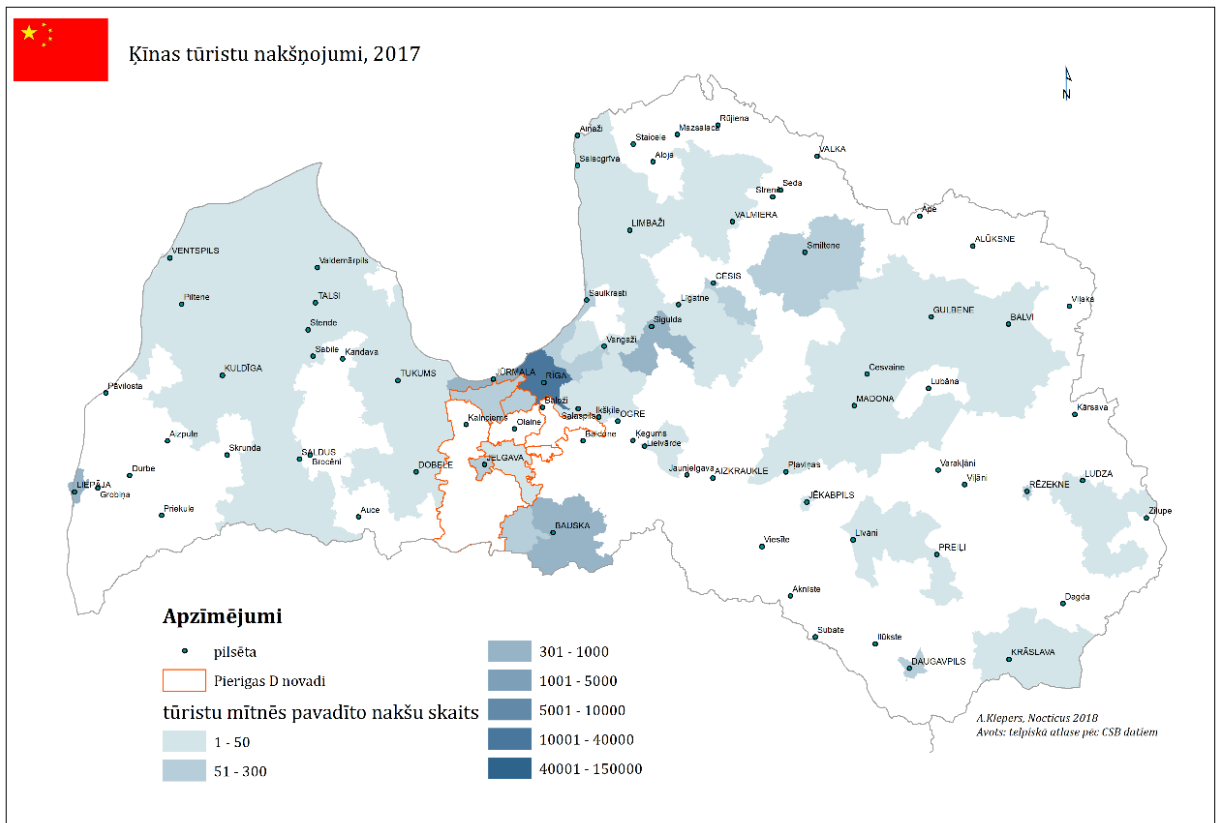 Ķīnas tūristu nakšņojumi, 2017
N
Ainaži
Staicele
Mazsalaca
Rūjiena
Salacgrīva
Aloja
VALKA
Seda
Strenči
LIMBAŽI
VALMIERA
Ape
ALŪKSNE
Smiltene
VENTSPILS
Valdemārpils
CĒSIS
Piltene
TALSI
Saulkrasti
Līgatne
Viļaka
Stende
Sigulda
GULBENE
BALVI
Sabile
Kandava
Vangaži
KULDĪGA
TUKUMS
JŪRMALA
RĪGA
Cesvaine
Lubāna
Pāvilosta
MADONA
Kārsava
Baloži
Salaspils
Ikšķile
OGRE
Kalnciems
Olaine
Aizpute
Baldone
Ķegums
Lielvārde
Skrunda
SALDUS
Brocēni
JELGAVA
DOBELE
Jaunjelgava
AIZKRAUKLE
Pļaviņas
Varakļāni
Viļāni
LUDZA
Durbe
LIEPĀJA
Grobiņa
RĒZEKNE
JĒKABPILS
Zilupe
Priekule
Auce
BAUSKA
Viesīte
Līvāni
PREIĻI
Akniste
Dagda
Subate
Ilūkste
DAUGAVPILS
KRĀSLAVA
Apzīmējumi
pilsēta
Pierigas D novadi
tūristu mītnēs pavadīto nakšu skaits
1 - 50
51 - 300
301 - 1000
1001 - 5000
5001 - 10000
10001 - 40000
40001 - 150000
A.Klepers, Nocticus 2018
Avots: telpiskā atlase pēc CSB datiem